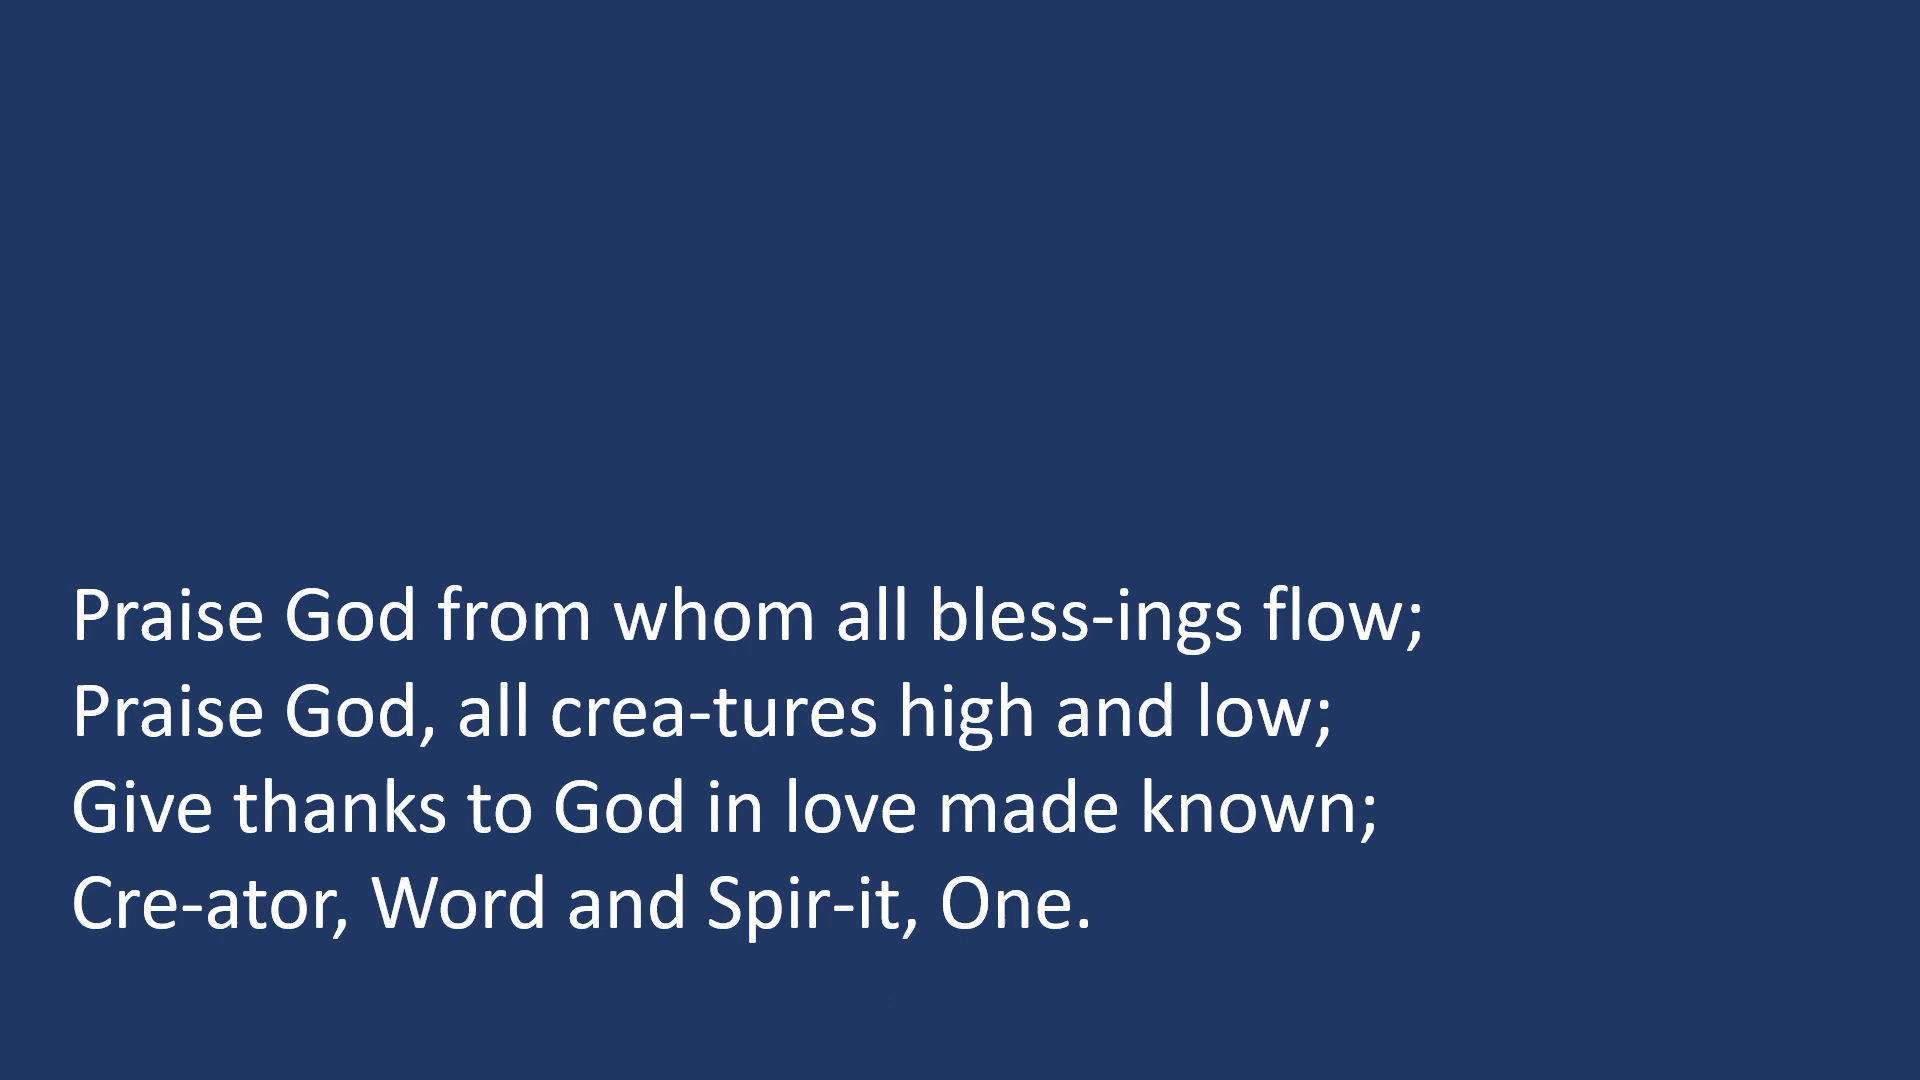 Praise God from whom all bless-ings flow;
Praise God, all crea-tures high and low;
Give thanks to God in love made known;
Cre-ator, Word and Spir-it, One.